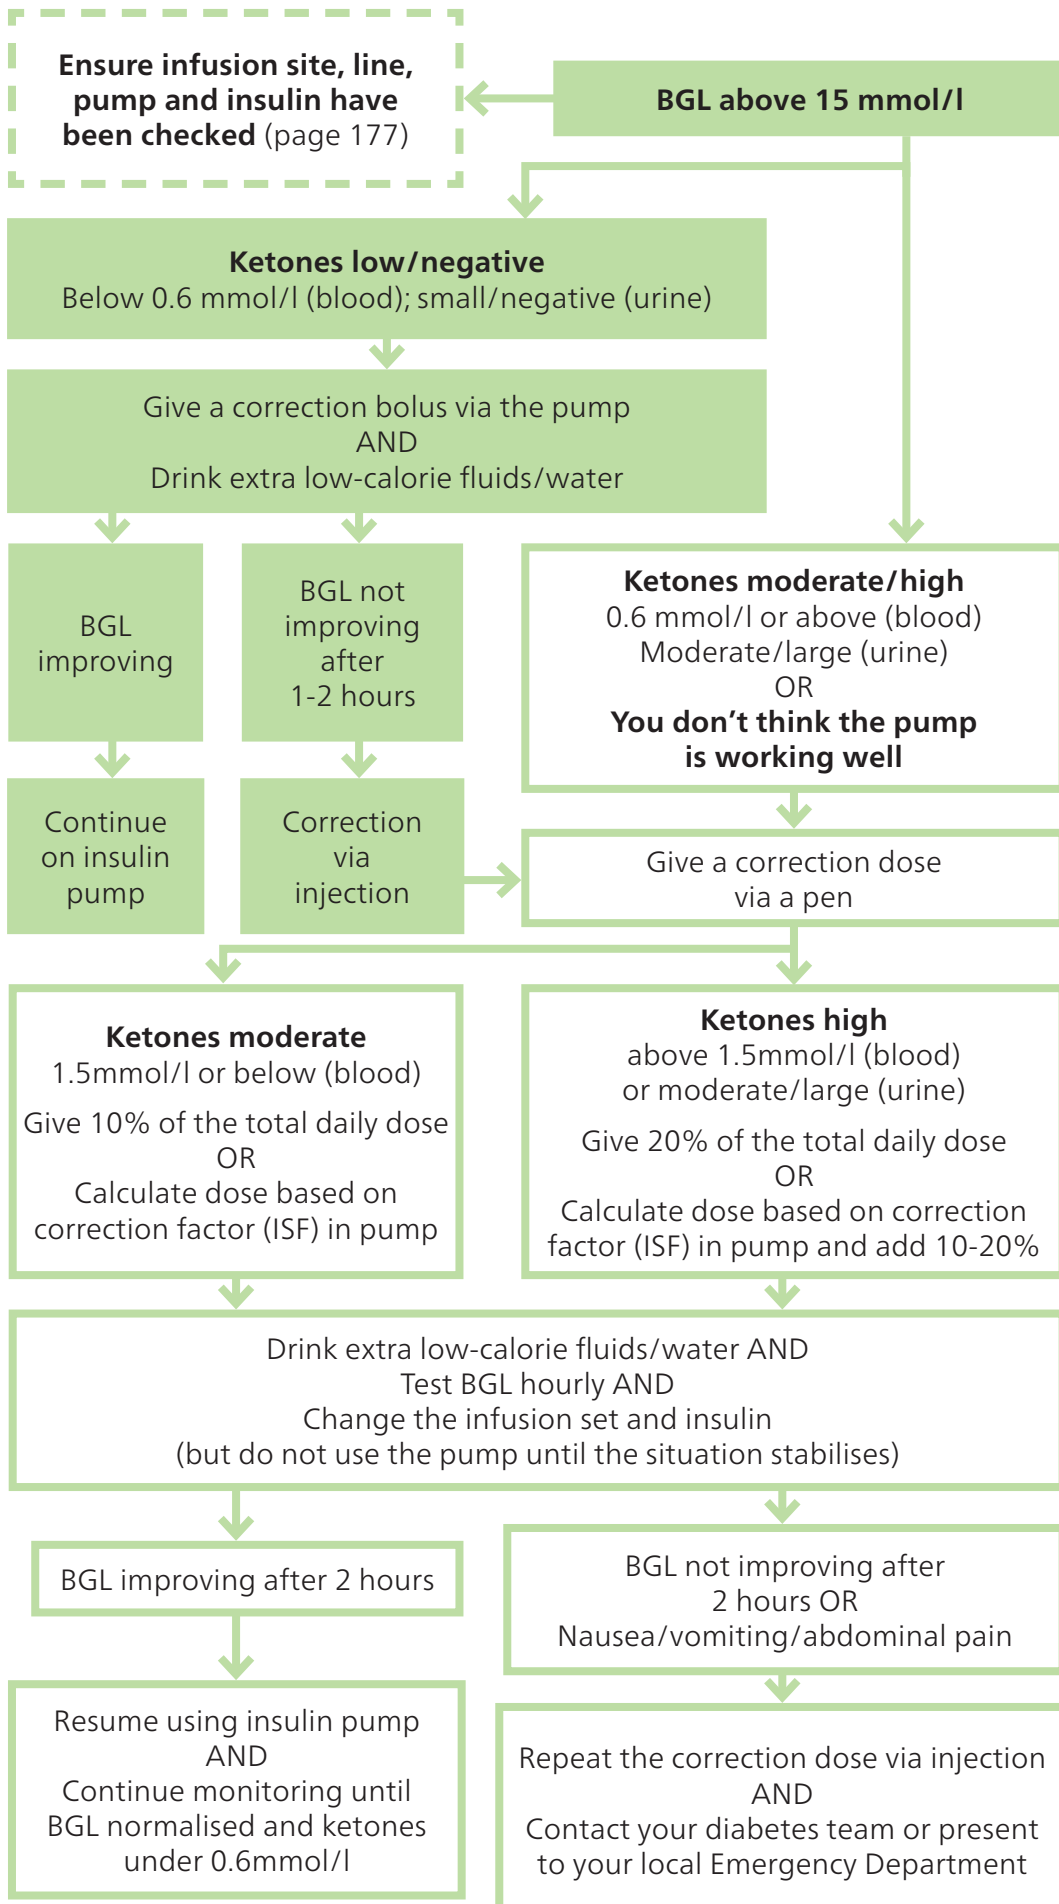 Ensure infusion site, line,
pump and insulin have
been checked (page 177)
BGL above 15 mmol/l
Ketones low/negative
Below 0.6 mmol/l (blood); small/negative (urine)
Give a correction bolus via the pump
AND
Drink extra low-calorie fluids/water
BGL
improving
BGL not
improving
after
1-2 hours
Ketones moderate/high
0.6 mmol/l or above (blood)
Moderate/large (urine)
OR
You don't think the pump
is working well
Continue
on insulin
pump
Correction
via
injection
Give a correction dose
via a pen
Ketones moderate
1.5mmol/l or below (blood)
Give 10% of the total daily dose
OR
Calculate dose based on
correction factor (ISF) in pump
Ketones high
above 1.5mmol/l (blood)
or moderate/large (urine)
Give 20% of the total daily dose
OR
Calculate dose based on correction
factor (ISF) in pump and add 10-20%
Drink extra low-calorie fluids/water AND
Test BGL hourly AND
Change the infusion set and insulin
(but do not use the pump until the situation stabilises)
BGL improving after 2 hours
BGL not improving after
2 hours OR
Nausea/vomiting/abdominal pain
Resume using insulin pump
AND
Continue monitoring until
BGL normalised and ketones
under 0.6mmol/l
Repeat the correction dose via injection
AND
Contact your diabetes team or present
to your local Emergency Department